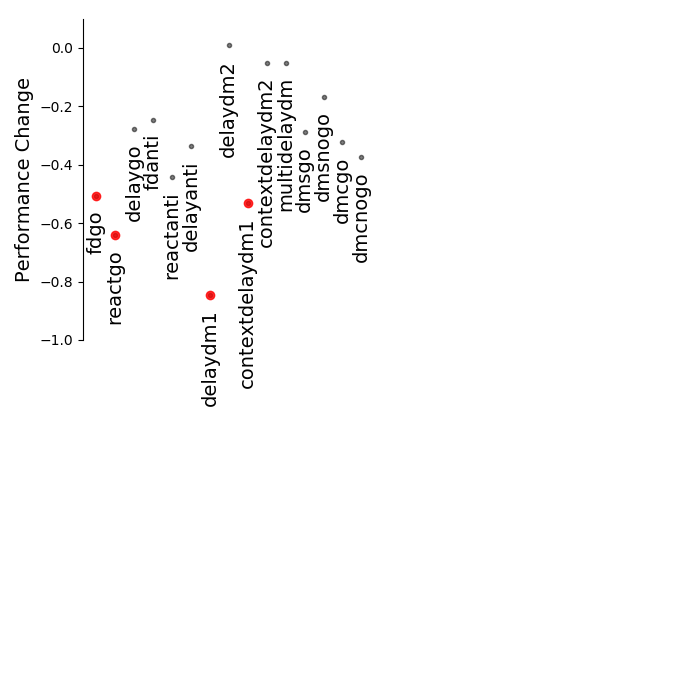 Performance Change
0.0
−0.2
−0.4
−0.6
−0.8
−1.0
fdgo
reactgo
delaygo
fdanti
reactanti
delayanti
delaydm1
delaydm2
contextdelaydm1
contextdelaydm2
multidelaydm
dmsgo
dmsnogo
dmcgo
dmcnogo